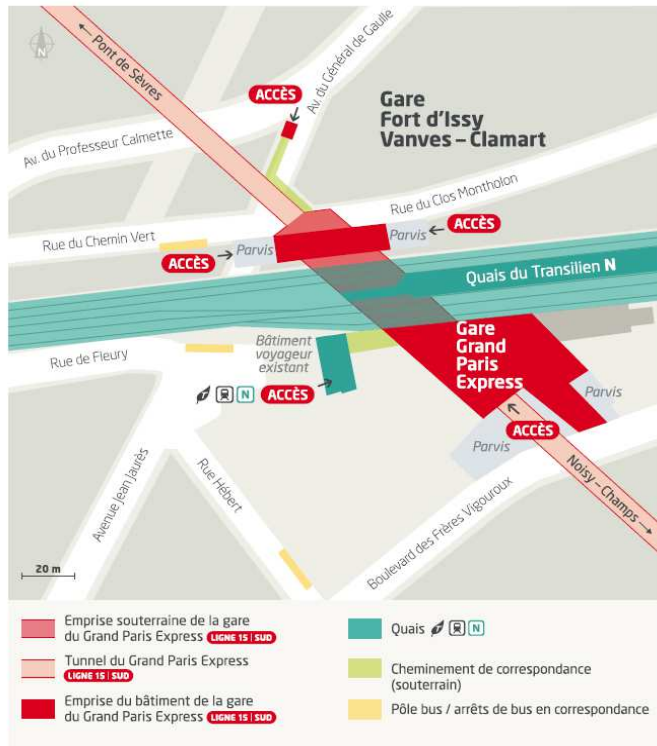 N
Pont de Sèvres
ACCÈS
Av. du Général de Gaulle
Gare
Fort d'Issy
Vanves – Clamart
Av. du Professeur Calmette
Rue du Clos Montholon
Rue du Chemin Vert
Parvis
Parvis
ACCÈS
ACCÈS
Quais du Transilien N
Bâtiment
voyageur
existant
Gare
Grand
Paris
Express
Rue de Fleury
N ACCÈS
Parvis
ACCÈS
Parvis
Avenue Jean Jaurès
Rue Hébert
Noisy – Champs
Boulevard des Frères Vigouroux
20 m
Emprise souterraine de la gare
du Grand Paris Express LIGNE 15 | SUD
Tunnel du Grand Paris Express
LIGNE 15 | SUD
Emprise du bâtiment de la gare
du Grand Paris Express LIGNE 15 | SUD
Quais N
Cheminement de correspondance
(souterrain)
Pôle bus / arrêts de bus en correspondance